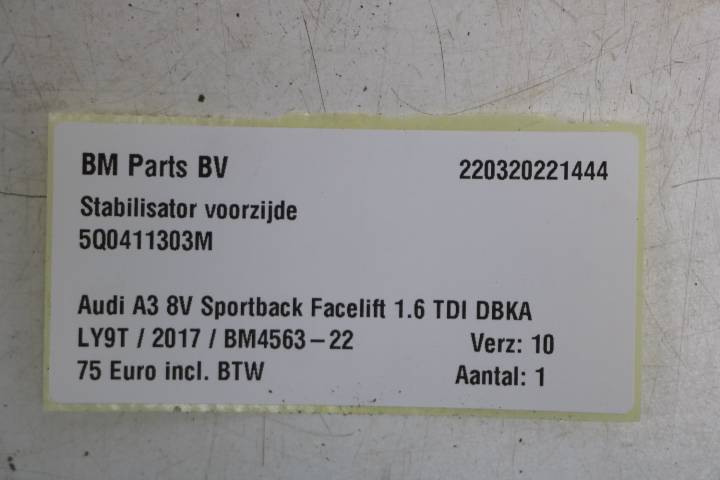 BM Parts BV 220320221444
Stabilisator voorzijde
5Q0411303M
Audi A3 8V Sportback Facelift 1.6 TDI DBKA
LY9T / 2017 / BM4563-22 Verz: 10
75 Euro incl. BTW Aantal: 1